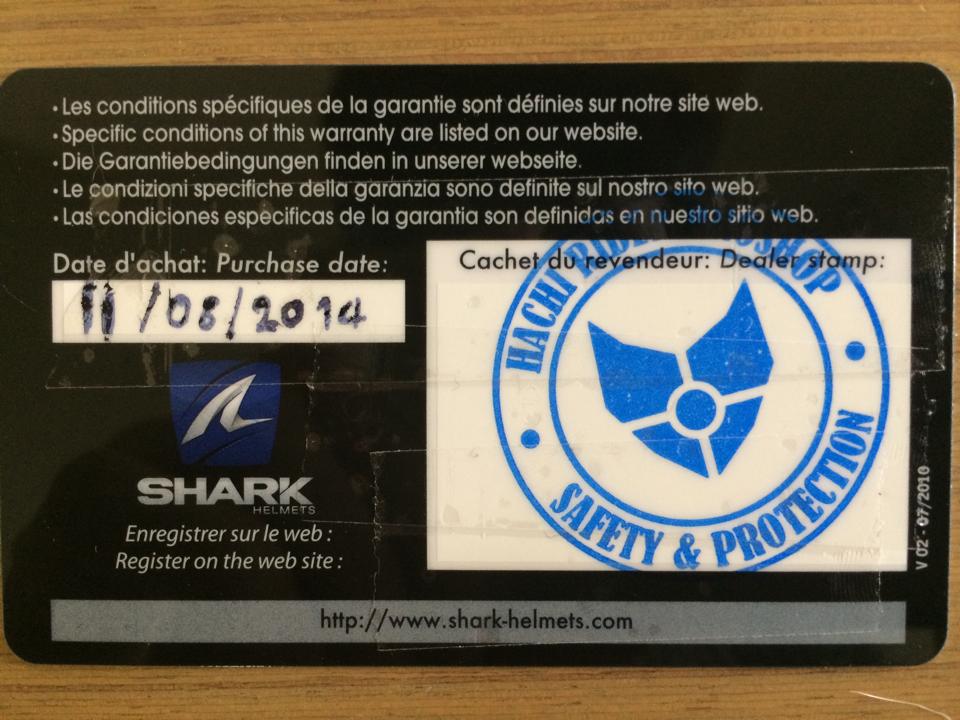 • Les conditions spécifiques de la garantie sont définies sur notre site web.
• Specific conditions of this warranty are listed on our website.
• Die Garantiebedingungen finden in unserer webseite.
• Le condizioni specifiche della garanzia sono definite sul nostro sito web.
• Las condiciones especificas de la garantia son definidas en nuestro sitio web.
Date d'achat: Purchase date:
11/08/2014
Cachet du revendeur: Dealer stamp:
HACHI
SAFETY & PROTECTION
SHARK
HELMETS
Enregistrer sur le web :
Register on the web site :
V 02 - 07/2010
http://www.shark-helmets.com